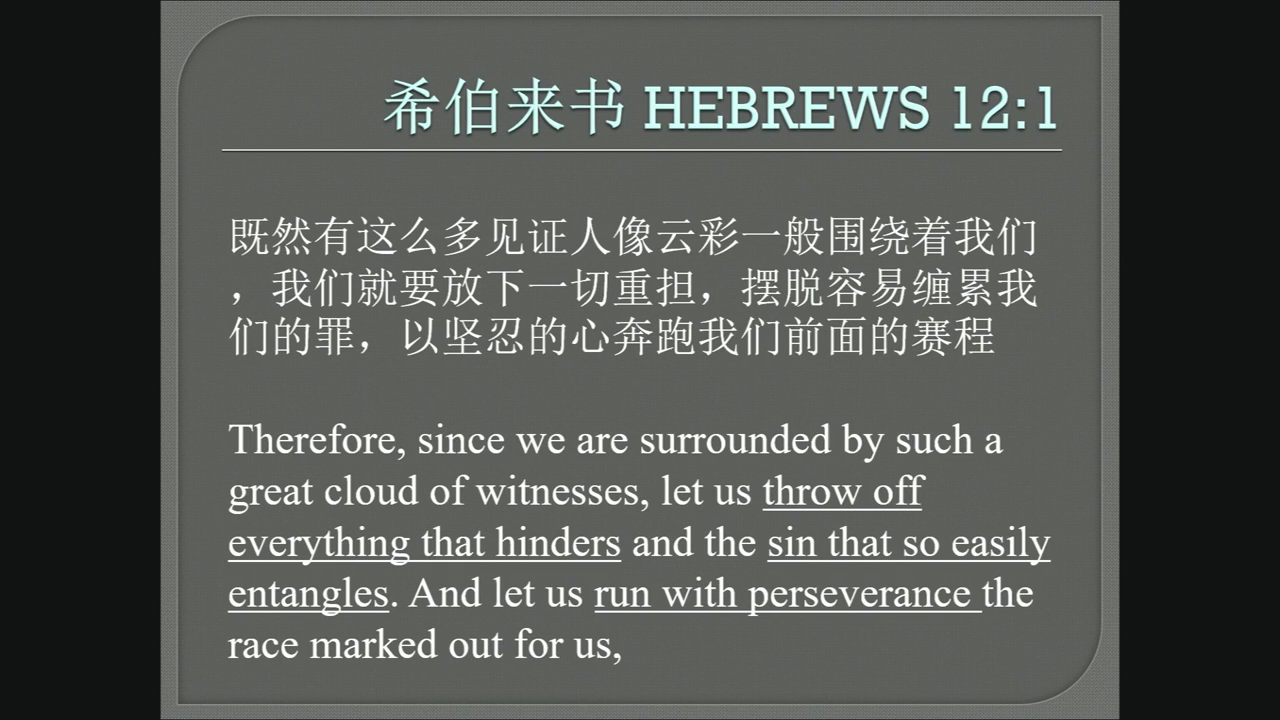 希伯来书 HEBREWS 12:1
既然有这么多见证人像云彩一般围绕着我们
，我们就要放下一切重担，摆脱容易缠累我
们的罪，以坚忍的心奔跑我们前面的赛程
Therefore, since we are surrounded by such a
great cloud of witnesses, let us throw off
everything that hinders and the sin that so easily
entangles. And let us run with perseverance the
race marked out for us,